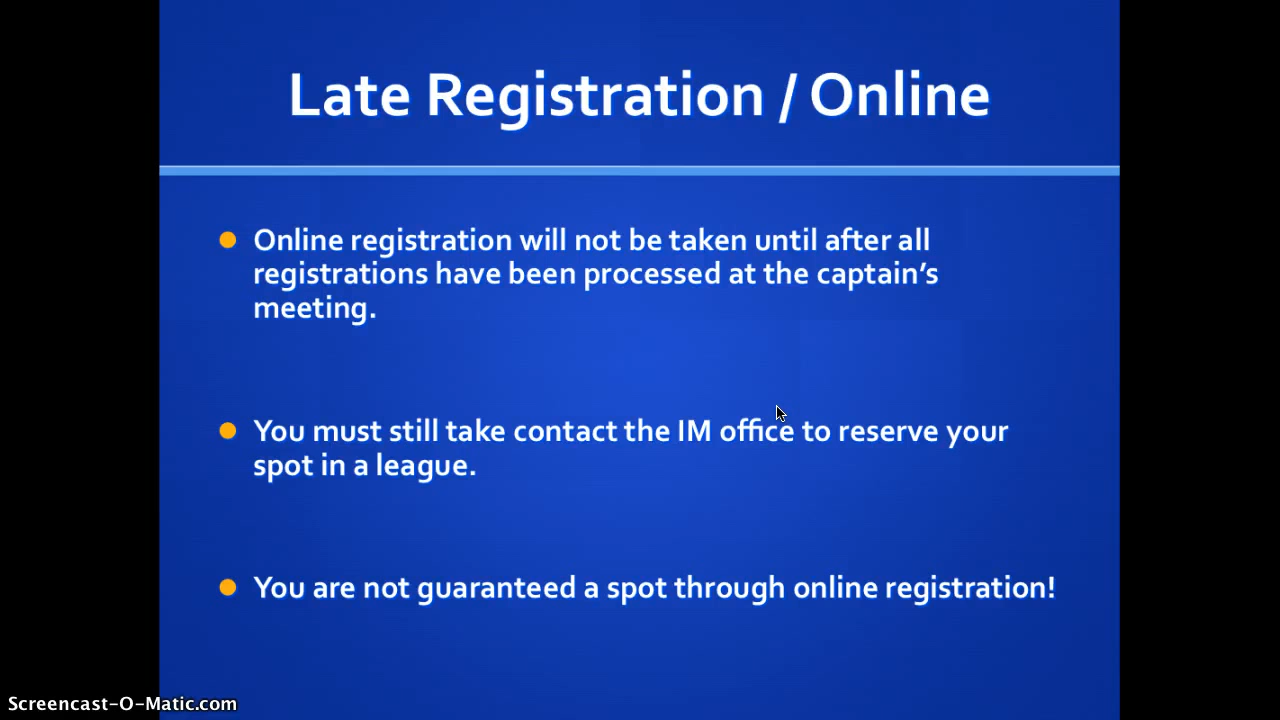 Late Registration / Online
Online registration will not be taken until after all
registrations have been processed at the captain’s
meeting.
You must still take contact the IM office to reserve your
spot in a league.
You are not guaranteed a spot through online registration!
Screencast-O-Matic.com